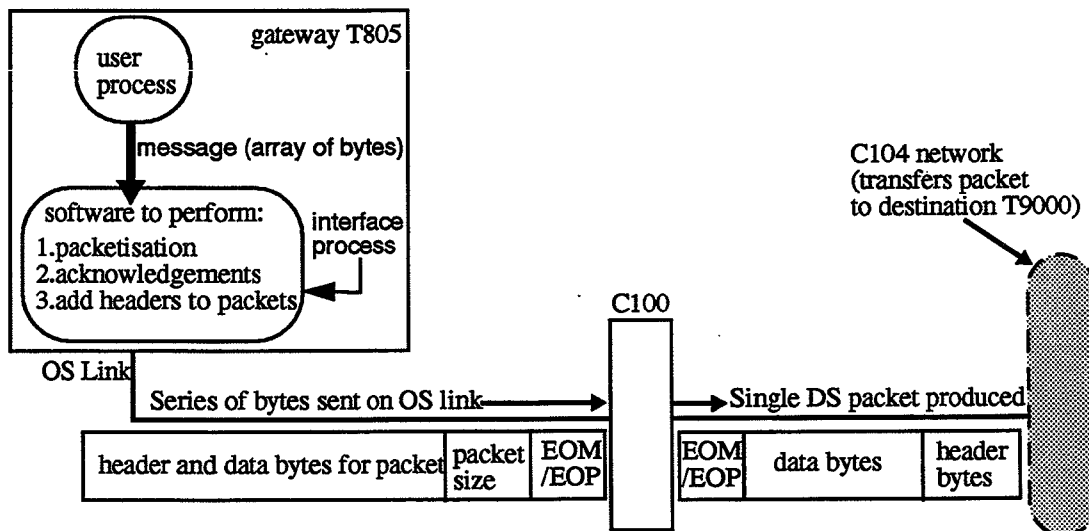 gateway T805
user
process
message (array of bytes)
software to perform:
1.packetisation
2.acknowledgements
3.add headers to packets
interface
process
C104 network
(transfers packet
to destination T9000)
C100
OS Link
Series of bytes sent on OS link
Single DS packet produced
header and data bytes for packet
packet
size
EOM
/EOP
EOM
/EOP
data bytes
header
bytes